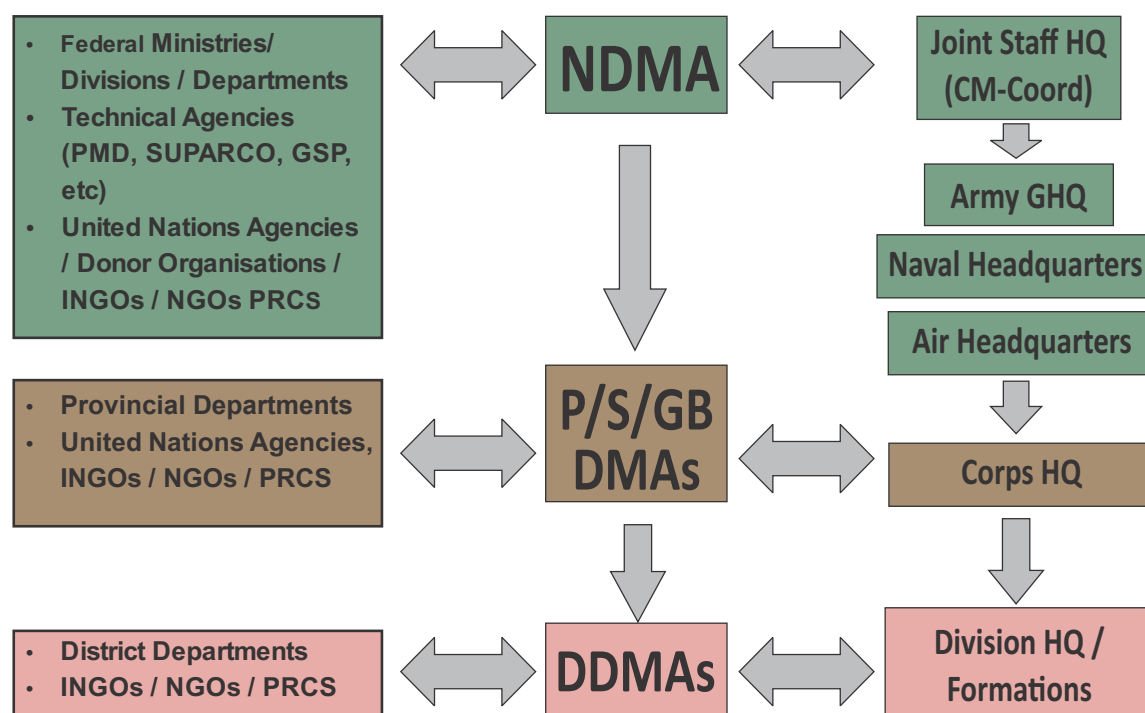 • Federal Ministries/
Divisions / Departments
• Technical Agencies
(PMD, SUPARCO, GSP,
etc)
• United Nations Agencies
/ Donor Organisations /
INGOs / NGOs PRCS
NDMA
Joint Staff HQ
(CM-Coord)
Army GHQ
Naval Headquarters
Air Headquarters
• Provincial Departments
• United Nations Agencies,
INGOs / NGOs / PRCS
P/S/GB
DMAs
Corps HQ
• District Departments
• INGOs / NGOs / PRCS
DDMAs
Division HQ /
Formations